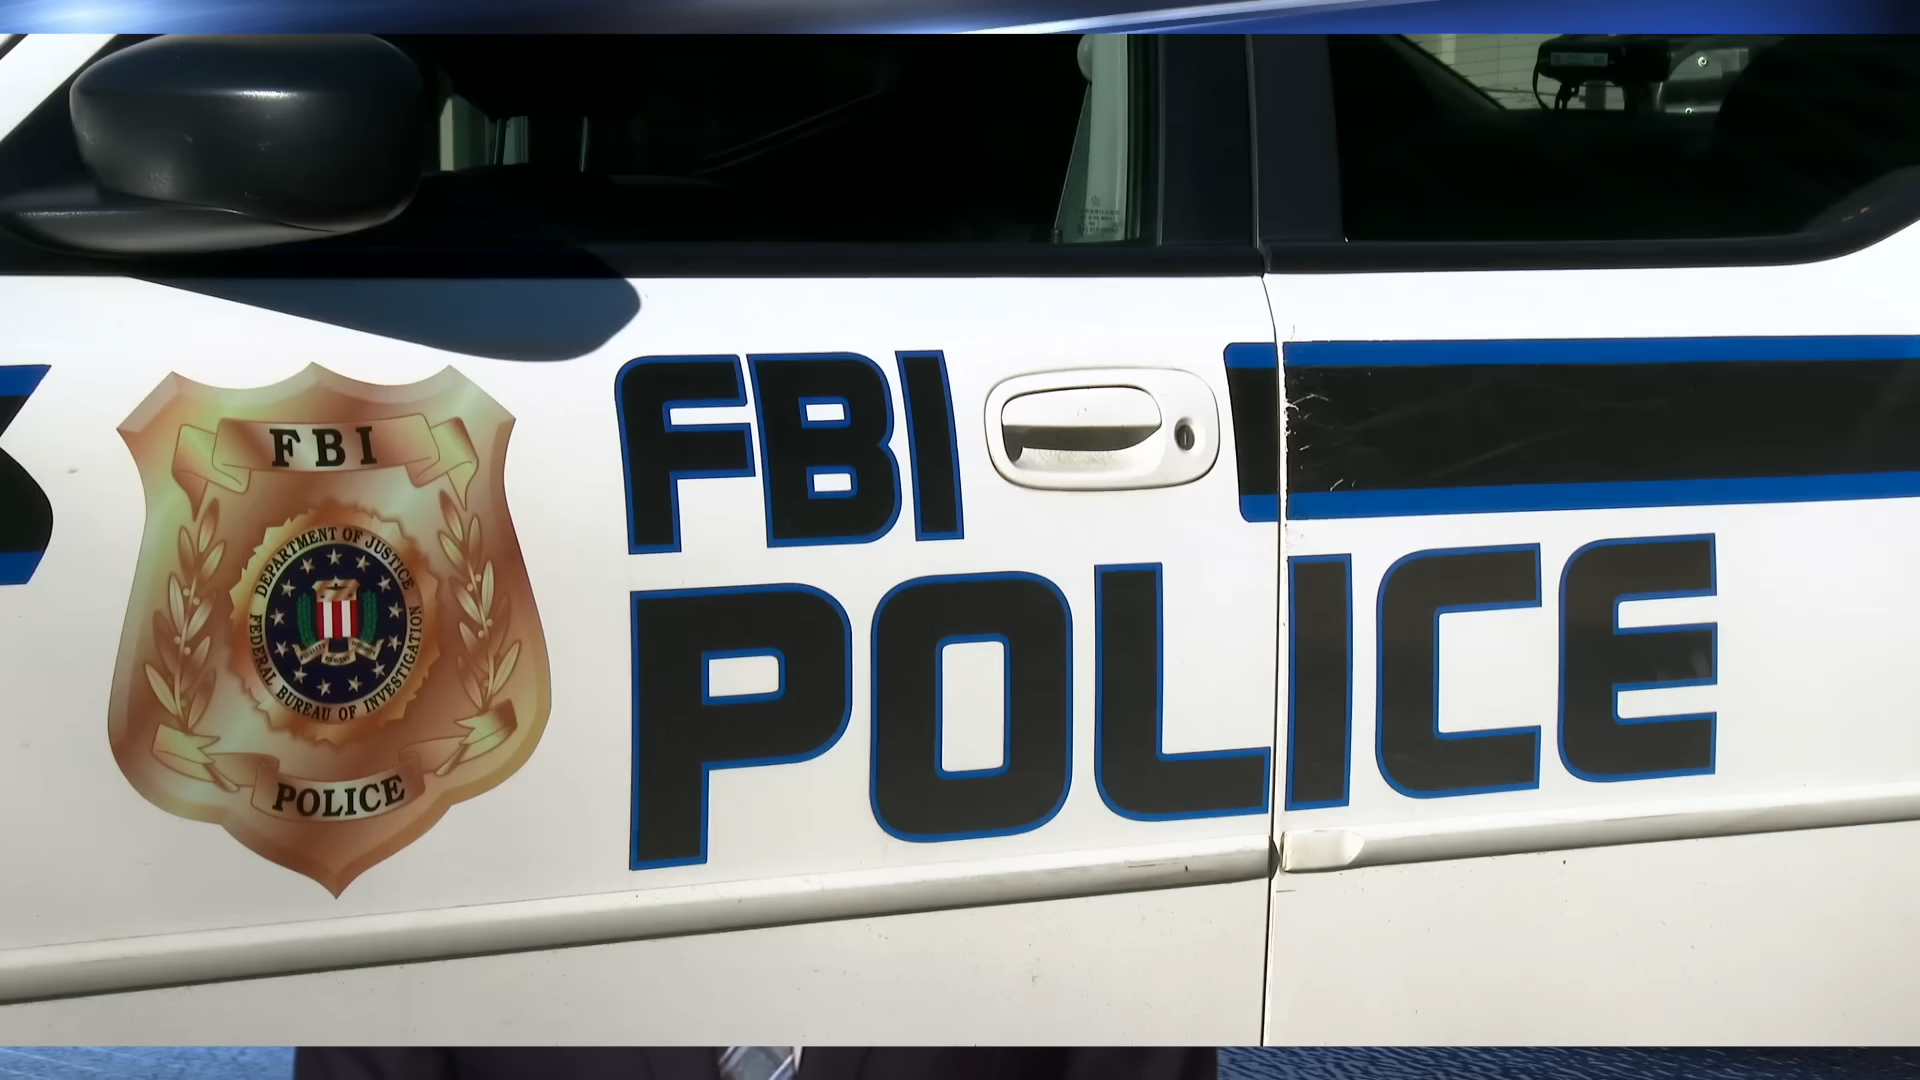 FBI
DEPARTMENT OF JUSTICE
FEDERAL BUREAU OF INVESTIGATION
POLICE
FBI
POLICE